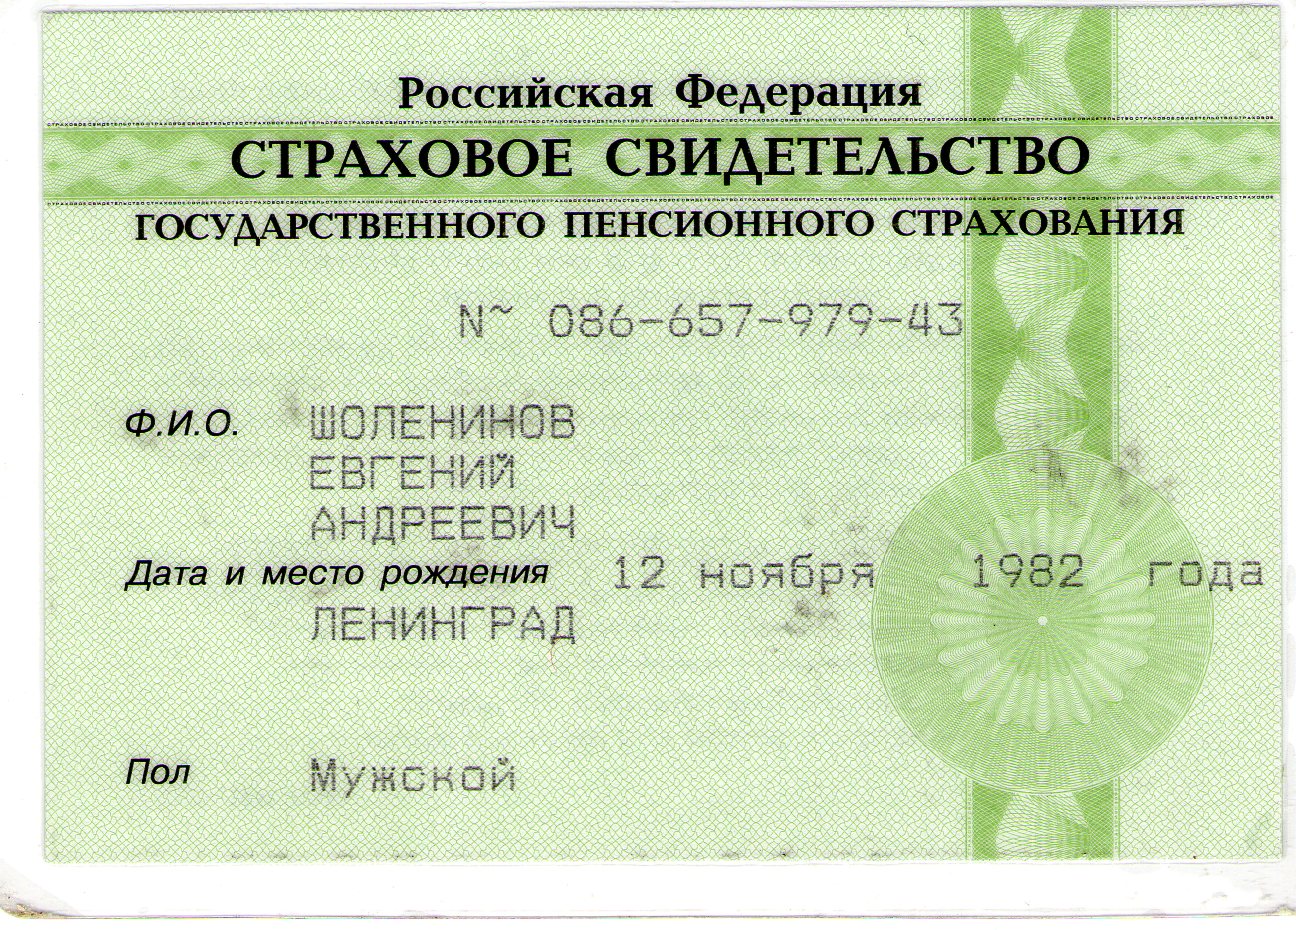 Российская Федерация
СТРАХОВОЕ СВИДЕТЕЛЬСТВО
ГОСУДАРСТВЕННОГО ПЕНСИОННОГО СТРАХОВАНИЯ
N~ 086-657-979-43
Ф.И.О. ШОЛЕНИНОВ
ЕВГЕНИЙ
АНДРЕЕВИЧ
Дата и место рождения 12 ноября 1982 года
ЛЕНИНГРАД
Пол Мужской